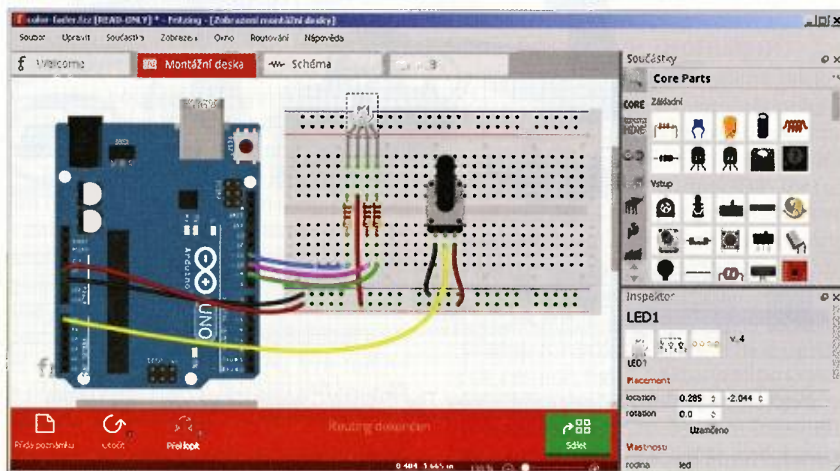 color-fader.fzz [READ-ONLY] * - Fritzing - [Zobrazení montážní desky]
Soubor Upravit Součástka Zobrazení Okno Routování Nápověda
Welcome
Montážní deska
Schéma
Součástky
Core Parts
CORE
Základní
Vstup
Arduino
UNO
Inspektor
LED1
v. 4
LED1
Placement
location 0.285 -2.044
rotation 0.0
Uzamčeno
Vlastnosti
rodina led
Routing dokončen
Přida poznámku
Otočit
Překlopit
Sdílet